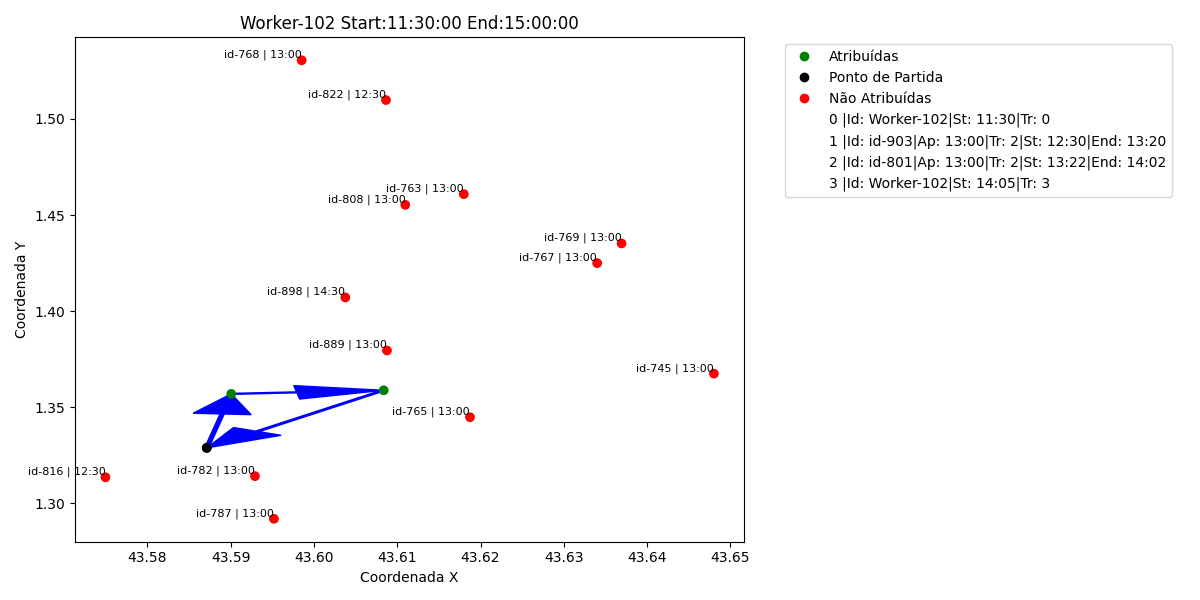 Worker-102 Start:11:30:00 End:15:00:00
id-768 | 13:00
id-822 | 12:30
id-763 | 13:00
id-808 | 13:00
id-769 | 13:00
id-767 | 13:00
id-898 | 14:30
id-889 | 13:00
id-745 | 13:00
id-765 | 13:00
id-816 | 12:30
id-782 | 13:00
id-787 | 13:00
1.50
1.45
1.40
1.35
1.30
Coordenada Y
43.58
43.59
43.60
43.61
43.62
43.63
43.64
43.65
Coordenada X
Atribuídas
Ponto de Partida
Não Atribuídas
0 |Id: Worker-102|St: 11:30|Tr: 0
1 |Id: id-903|Ap: 13:00|Tr: 2|St: 12:30|End: 13:20
2 |Id: id-801|Ap: 13:00|Tr: 2|St: 13:22|End: 14:02
3 |Id: Worker-102|St: 14:05|Tr: 3